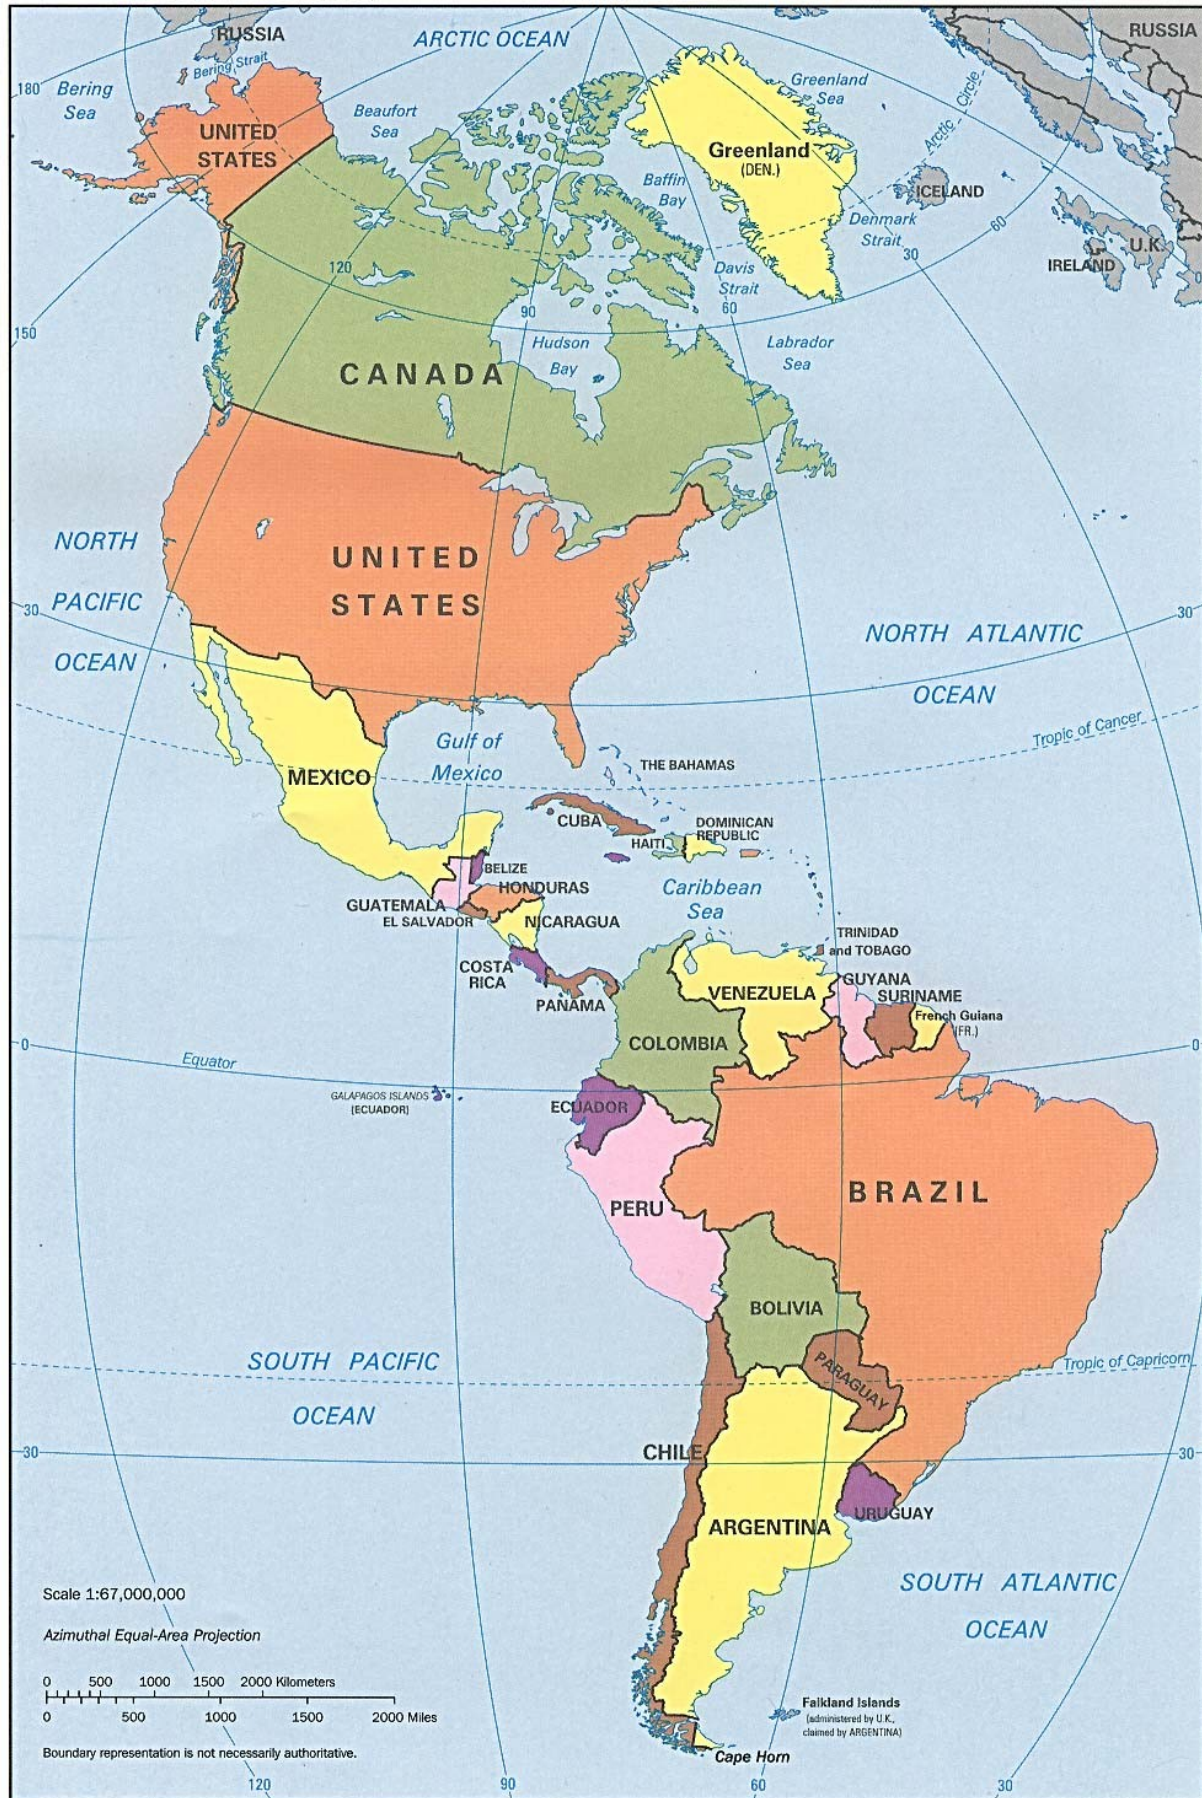 RUSSIA
ARCTIC OCEAN
RUSSIA
Bering Strait
180
Bering
Sea
Beaufort
Sea
Greenland
Sea
Arctic Circle
UNITED
STATES
Greenland
(DEN.)
Baffin
Bay
ICELAND
Denmark
Strait
60
U.K.
IRELAND
30
0
120
Davis
Strait
60
90
150
Hudson
Bay
Labrador
Sea
CANADA
NORTH
PACIFIC
OCEAN
30
UNITED
STATES
30
NORTH ATLANTIC
OCEAN
Tropic of Cancer
Gulf of
Mexico
THE BAHAMAS
MEXICO
CUBA
DOMINICAN
REPUBLIC
HAITI
BELIZE
HONDURAS
Caribbean
Sea
GUATEMALA
EL SALVADOR
NICARAGUA
TRINIDAD
and TOBAGO
COSTA
RICA
PANAMA
VENEZUELA
GUYANA
SURINAME
French Guiana
(FR.)
COLOMBIA
0
Equator
0
GALAPAGOS ISLANDS
(ECUADOR)
ECUADOR
BRAZIL
PERU
BOLIVIA
SOUTH PACIFIC
OCEAN
Tropic of Capricorn
PARAGUAY
30
CHILE
30
URUGUAY
ARGENTINA
SOUTH ATLANTIC
OCEAN
Scale 1:67,000,000
Azimuthal Equal-Area Projection
0 500 1000 1500 2000 Kilometers
0 500 1000 1500 2000 Miles
Boundary representation is not necessarily authoritative.
Falkland Islands
(administered by U.K.,
claimed by ARGENTINA)
Cape Horn
120
90
60
30